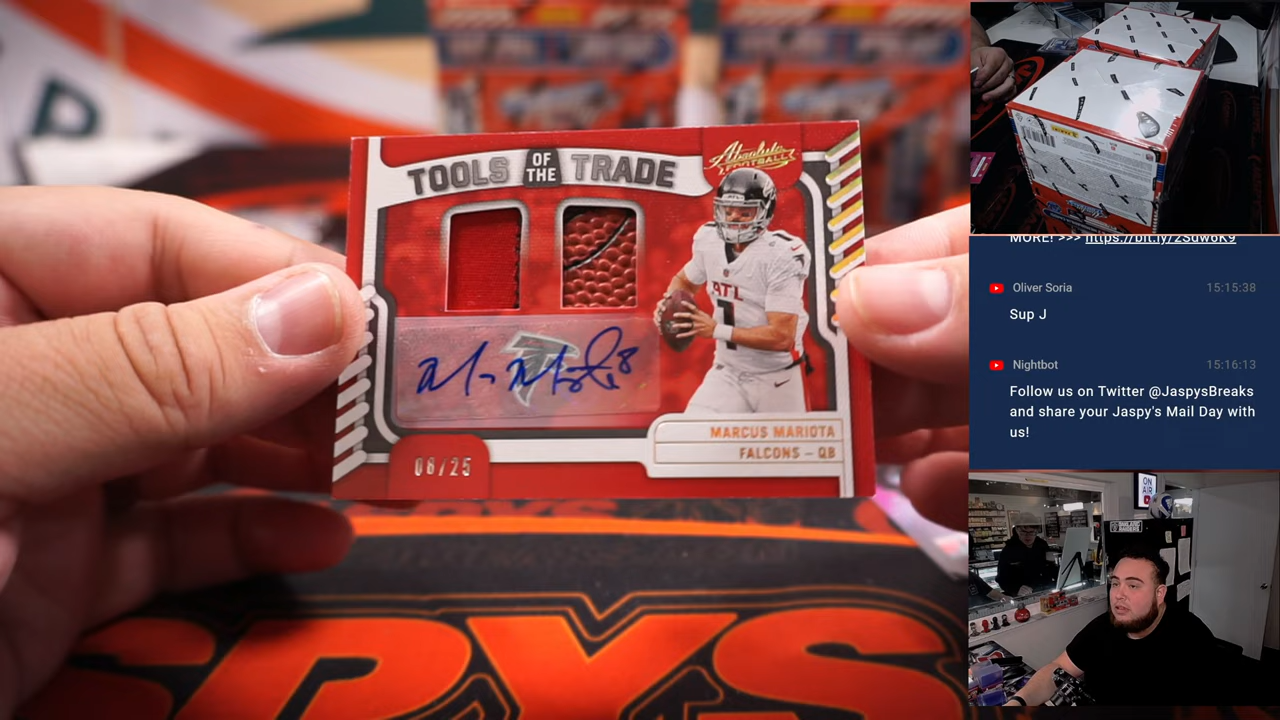 TOOLS OF THE TRADE
Absolute
FOOTBALL
ATL
1
MARCUS MARIOTA
FALCONS – QB
08/25
SPYS
MORE! >>> https://bit.ly/2Sdw6K9
Oliver Soria 15:15:38
Sup J
Nightbot 15:16:13
Follow us on Twitter @JaspysBreaks
and share your Jaspy's Mail Day with
us!
ON
AIR